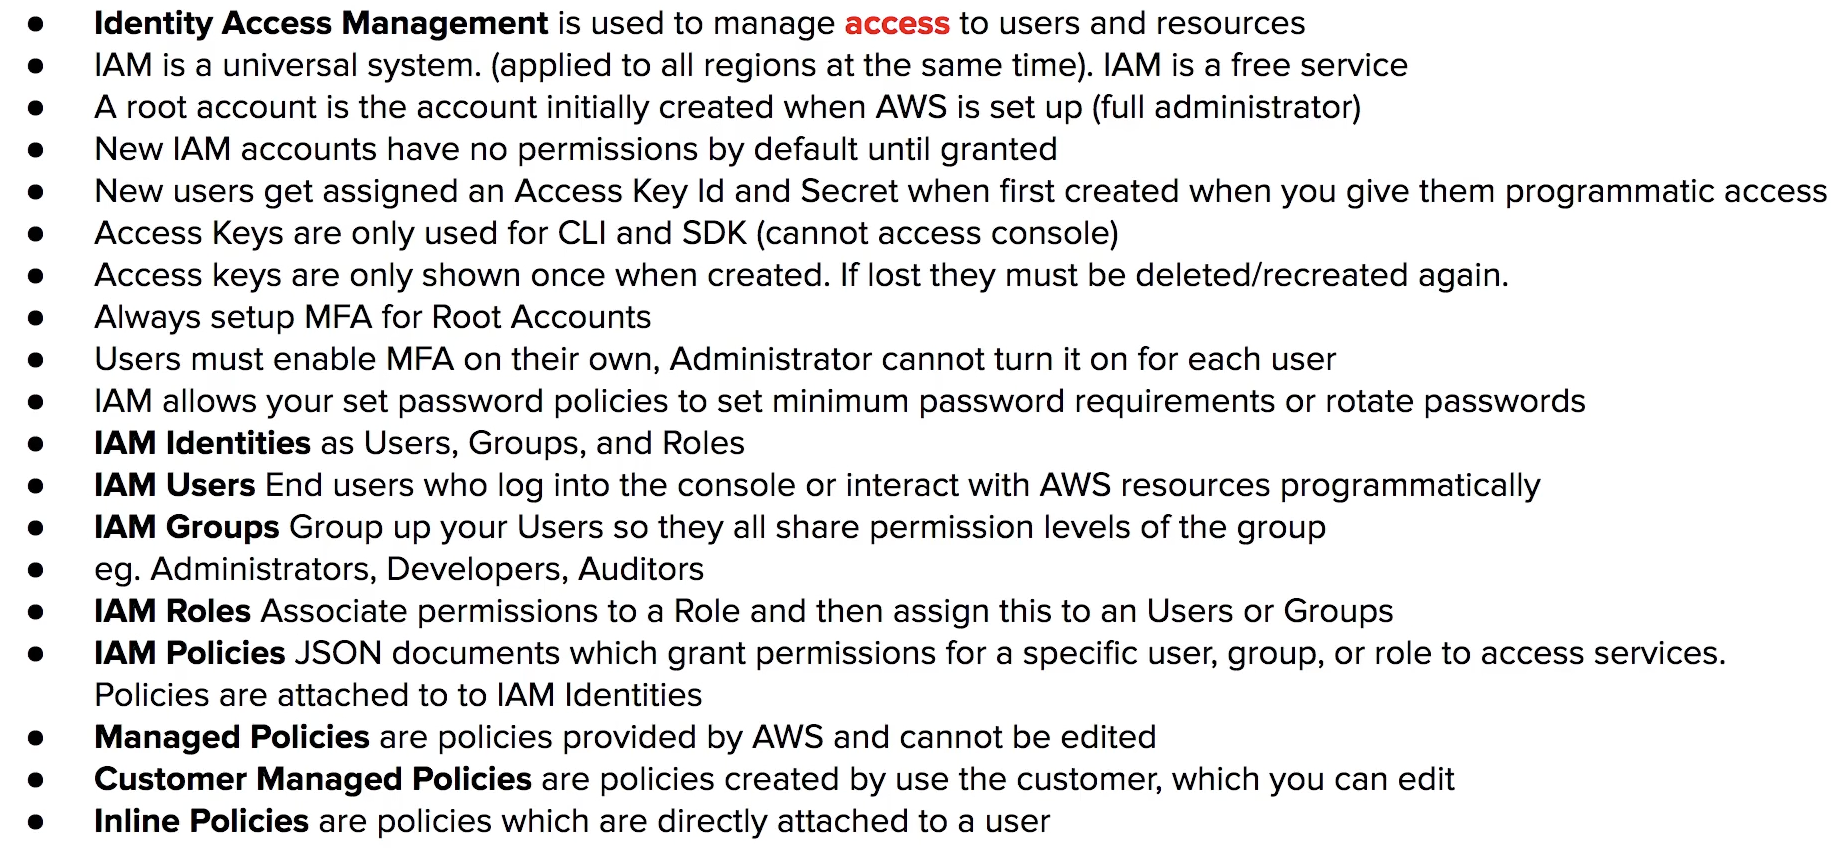 ● Identity Access Management is used to manage access to users and resources
● IAM is a universal system. (applied to all regions at the same time). IAM is a free service
● A root account is the account initially created when AWS is set up (full administrator)
● New IAM accounts have no permissions by default until granted
● New users get assigned an Access Key Id and Secret when first created when you give them programmatic access
● Access Keys are only used for CLI and SDK (cannot access console)
● Access keys are only shown once when created. If lost they must be deleted/recreated again.
● Always setup MFA for Root Accounts
● Users must enable MFA on their own, Administrator cannot turn it on for each user
● IAM allows your set password policies to set minimum password requirements or rotate passwords
● IAM Identities as Users, Groups, and Roles
● IAM Users End users who log into the console or interact with AWS resources programmatically
● IAM Groups Group up your Users so they all share permission levels of the group
● eg. Administrators, Developers, Auditors
● IAM Roles Associate permissions to a Role and then assign this to an Users or Groups
● IAM Policies JSON documents which grant permissions for a specific user, group, or role to access services.
Policies are attached to to IAM Identities
● Managed Policies are policies provided by AWS and cannot be edited
● Customer Managed Policies are policies created by use the customer, which you can edit
● Inline Policies are policies which are directly attached to a user